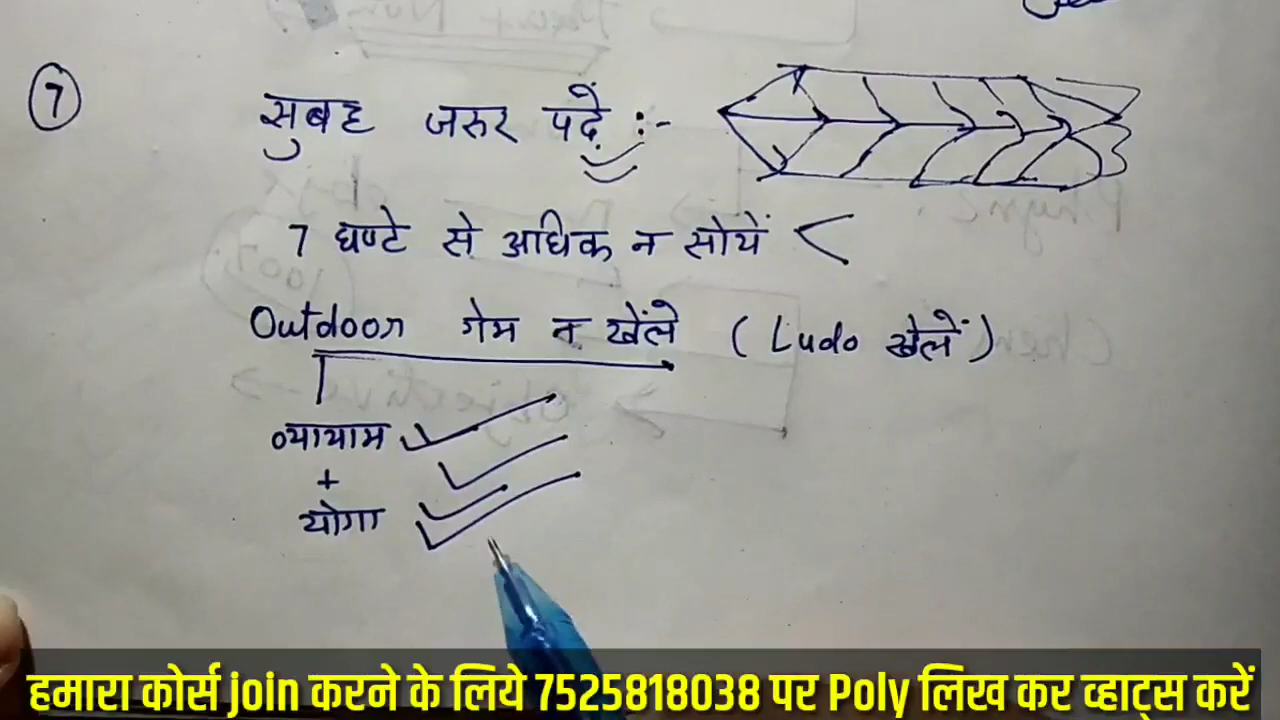 7 सुबह जरुर पढें :-
7 घण्टे से अधिक न सोयें <
Outdoor गेम न खेंले ( Ludo खेलें )
व्यायाम
+
योगा
हमारा कोर्स join करने के लिये 7525818038 पर Poly लिख कर व्हाट्स करें